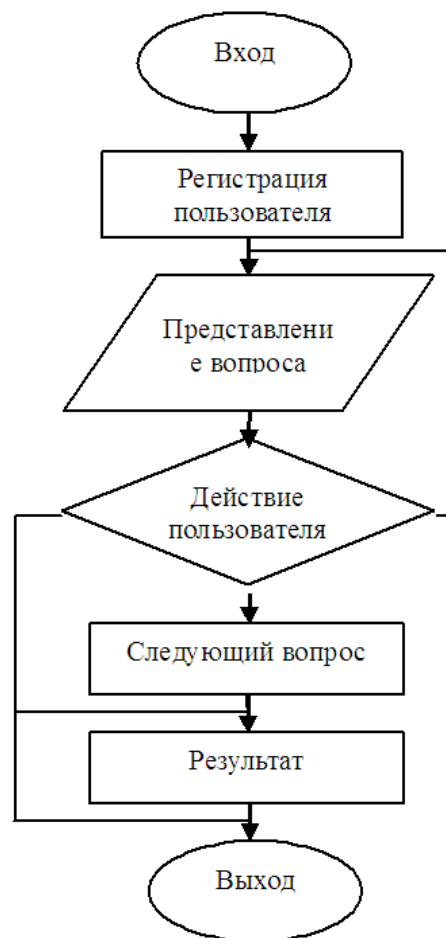 Вход
Регистрация
пользователя
Представлени
е вопроса
Действие
пользователя
Следующий вопрос
Результат
Выход